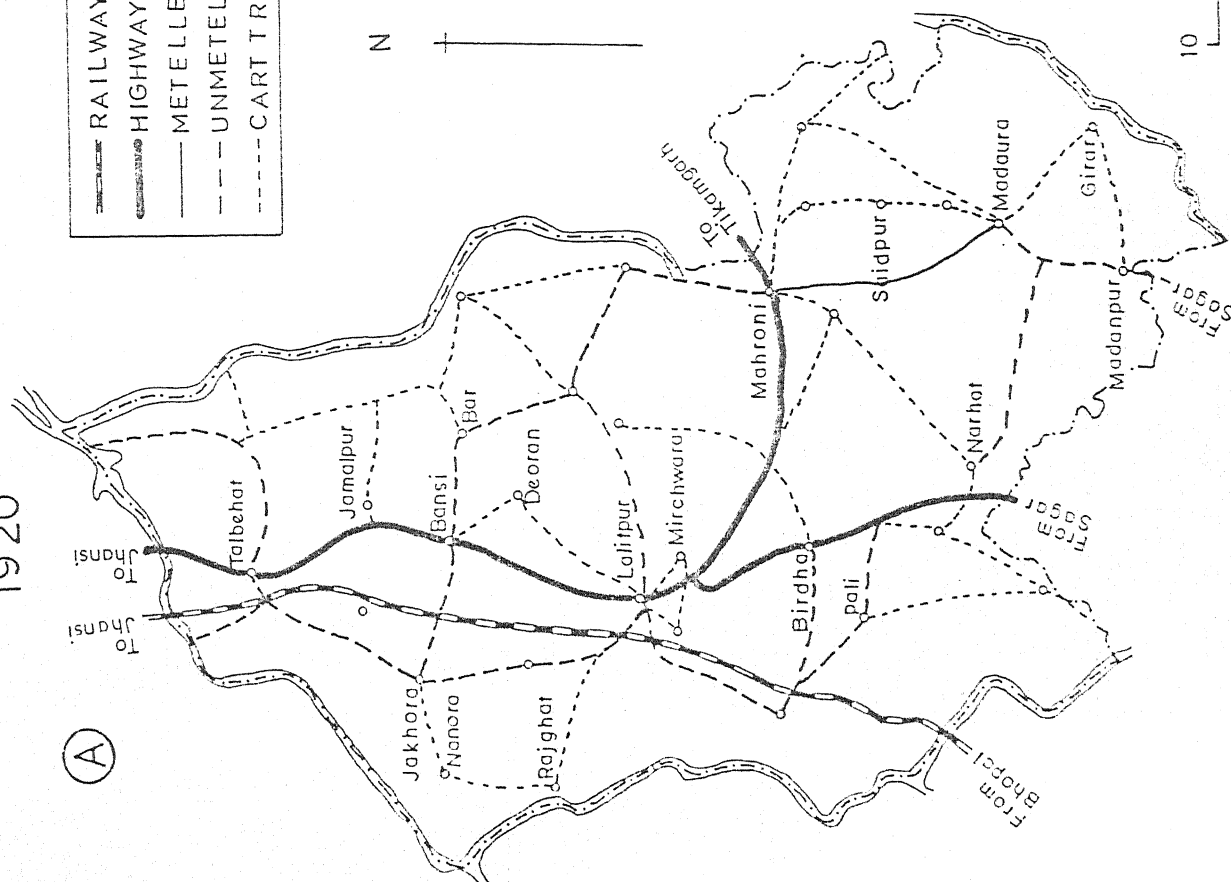 1920
A
RAILWAY
HIGHWAY
METELLE
UNMETEL
CART TR
N
10
To
Jhansi
To
Jhansi
Talbehat
Jamalpur
Bar
Bansi
Deoran
Jakhora
Nanora
Rajghat
Lalitpur
Mirchwara
To
Tikamgarh
Mahroni
Saidpur
Madaura
Girar
Birdha
pali
Narhat
Madanpur
From
Sagar
From
Sagar
From
Bhopal